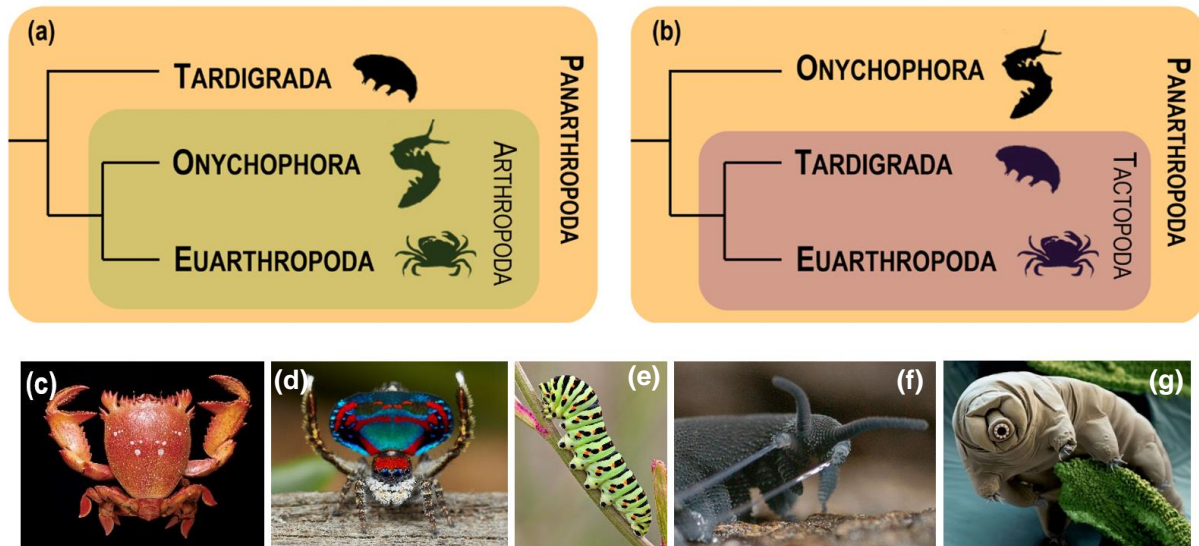 (a)
TARDIGRADA
ONYCHOPHORA
EUARTHROPODA
ARTHROPODA
PANARTHROPODA
(b)
ONYCHOPHORA
TARDIGRADA
EUARTHROPODA
TACTOPODA
PANARTHROPODA
(c)
(d)
(e)
(f)
(g)